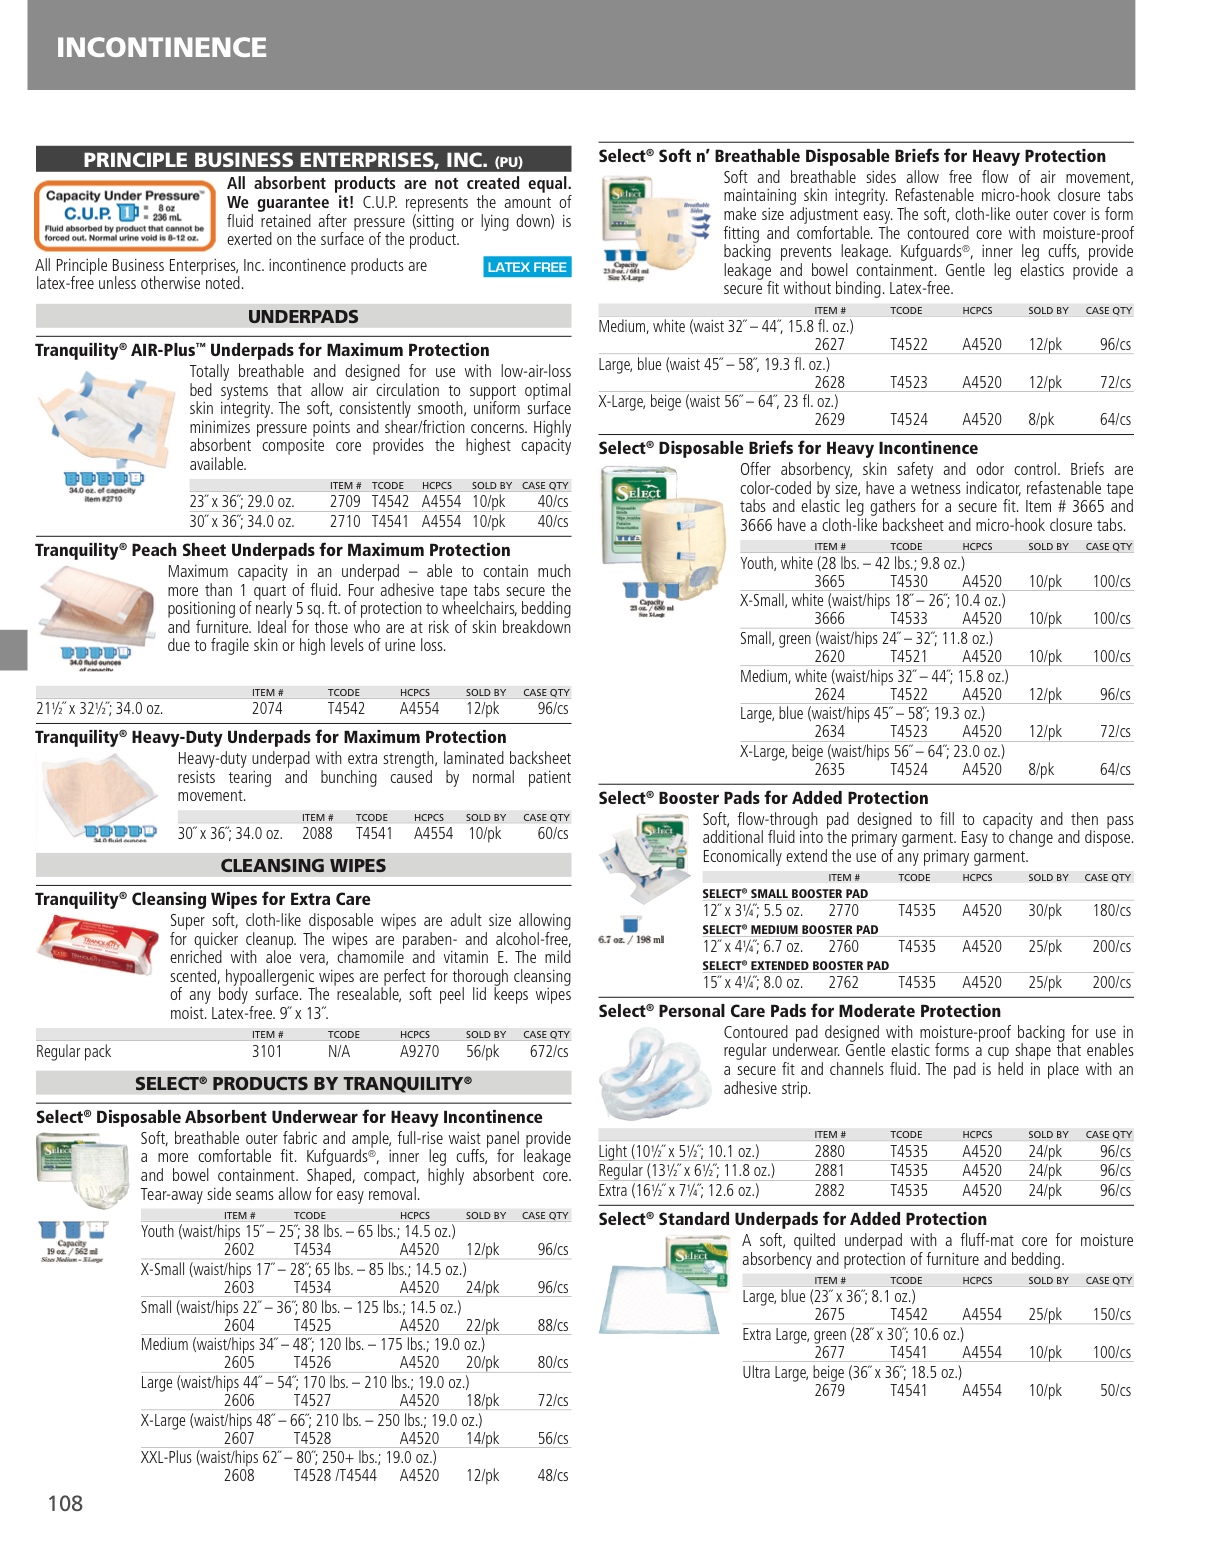 INCONTINENCE
PRINCIPLE BUSINESS ENTERPRISES, INC. (PU)
Capacity Under Pressure™
C.U.P. = 8 oz
= 236 mL
Fluid absorbed by product that cannot be
forced out. Normal urine void is 8-12 oz.
All absorbent products are not created equal.
We guarantee it! C.U.P. represents the amount of
fluid retained after pressure (sitting or lying down) is
exerted on the surface of the product.
All Principle Business Enterprises, Inc. incontinence products are
latex-free unless otherwise noted.
LATEX FREE
UNDERPADS
Tranquility® AIR-Plus™ Underpads for Maximum Protection
Totally breathable and designed for use with low-air-loss
bed systems that allow air circulation to support optimal
skin integrity. The soft, consistently smooth, uniform surface
minimizes pressure points and shear/friction concerns. Highly
absorbent composite core provides the highest capacity
available.
34.0 oz. of capacity
Item #2710
ITEM # TCODE HCPCS SOLD BY CASE QTY
23˝ x 36˝; 29.0 oz. 2709 T4542 A4554 10/pk 40/cs
30˝ x 36˝; 34.0 oz. 2710 T4541 A4554 10/pk 40/cs
Tranquility® Peach Sheet Underpads for Maximum Protection
Maximum capacity in an underpad – able to contain much
more than 1 quart of fluid. Four adhesive tape tabs secure the
positioning of nearly 5 sq. ft. of protection to wheelchairs, bedding
and furniture. Ideal for those who are at risk of skin breakdown
due to fragile skin or high levels of urine loss.
34.0 fluid ounces
of capacity
ITEM # TCODE HCPCS SOLD BY CASE QTY
21½˝ x 32½˝; 34.0 oz. 2074 T4542 A4554 12/pk 96/cs
Tranquility® Heavy-Duty Underpads for Maximum Protection
Heavy-duty underpad with extra strength, laminated backsheet
resists tearing and bunching caused by normal patient
movement.
34.0 fluid ounces
ITEM # TCODE HCPCS SOLD BY CASE QTY
30˝ x 36˝; 34.0 oz. 2088 T4541 A4554 10/pk 60/cs
CLEANSING WIPES
Tranquility® Cleansing Wipes for Extra Care
Super soft, cloth-like disposable wipes are adult size allowing
for quicker cleanup. The wipes are paraben- and alcohol-free,
enriched with aloe vera, chamomile and vitamin E. The mild
scented, hypoallergenic wipes are perfect for thorough cleansing
of any body surface. The resealable, soft peel lid keeps wipes
moist. Latex-free. 9˝ x 13˝.
TRANQUILITY
ITEM # TCODE HCPCS SOLD BY CASE QTY
Regular pack 3101 N/A A9270 56/pk 672/cs
SELECT® PRODUCTS BY TRANQUILITY®
Select® Disposable Absorbent Underwear for Heavy Incontinence
Soft, breathable outer fabric and ample, full-rise waist panel provide
a more comfortable fit. Kufguards®, inner leg cuffs, for leakage
and bowel containment. Shaped, compact, highly absorbent core.
Tear-away side seams allow for easy removal.
Capacity
19 oz. / 562 ml
Sizes Medium – X-Large
ITEM # TCODE HCPCS SOLD BY CASE QTY
Youth (waist/hips 15˝ – 25˝; 38 lbs. – 65 lbs.; 14.5 oz.)
2602 T4534 A4520 12/pk 96/cs
X-Small (waist/hips 17˝ – 28˝; 65 lbs. – 85 lbs.; 14.5 oz.)
2603 T4534 A4520 24/pk 96/cs
Small (waist/hips 22˝ – 36˝; 80 lbs. – 125 lbs.; 14.5 oz.)
2604 T4525 A4520 22/pk 88/cs
Medium (waist/hips 34˝ – 48˝; 120 lbs. – 175 lbs.; 19.0 oz.)
2605 T4526 A4520 20/pk 80/cs
Large (waist/hips 44˝ – 54˝; 170 lbs. – 210 lbs.; 19.0 oz.)
2606 T4527 A4520 18/pk 72/cs
X-Large (waist/hips 48˝ – 66˝; 210 lbs. – 250 lbs.; 19.0 oz.)
2607 T4528 A4520 14/pk 56/cs
XXL-Plus (waist/hips 62˝ – 80˝; 250+ lbs.; 19.0 oz.)
2608 T4528 /T4544 A4520 12/pk 48/cs
108
Select® Soft n’ Breathable Disposable Briefs for Heavy Protection
Soft and breathable sides allow free flow of air movement,
maintaining skin integrity. Refastenable micro-hook closure tabs
make size adjustment easy. The soft, cloth-like outer cover is form
fitting and comfortable. The contoured core with moisture-proof
backing prevents leakage. Kufguards®, inner leg cuffs, provide
leakage and bowel containment. Gentle leg elastics provide a
secure fit without binding. Latex-free.
Select
Breathable
Sides
Capacity
23.0 oz. / 681 ml
Size X-Large
ITEM # TCODE HCPCS SOLD BY CASE QTY
Medium, white (waist 32˝ – 44˝, 15.8 fl. oz.)
2627 T4522 A4520 12/pk 96/cs
Large, blue (waist 45˝ – 58˝, 19.3 fl. oz.)
2628 T4523 A4520 12/pk 72/cs
X-Large, beige (waist 56˝ – 64˝, 23 fl. oz.)
2629 T4524 A4520 8/pk 64/cs
Select® Disposable Briefs for Heavy Incontinence
Offer absorbency, skin safety and odor control. Briefs are
color-coded by size, have a wetness indicator, refastenable tape
tabs and elastic leg gathers for a secure fit. Item # 3665 and
3666 have a cloth-like backsheet and micro-hook closure tabs.
Select
Capacity
23 oz. / 680 ml
Size X-Large
ITEM # TCODE HCPCS SOLD BY CASE QTY
Youth, white (28 lbs. – 42 lbs.; 9.8 oz.)
3665 T4530 A4520 10/pk 100/cs
X-Small, white (waist/hips 18˝ – 26˝; 10.4 oz.)
3666 T4533 A4520 10/pk 100/cs
Small, green (waist/hips 24˝ – 32˝; 11.8 oz.)
2620 T4521 A4520 10/pk 100/cs
Medium, white (waist/hips 32˝ – 44˝; 15.8 oz.)
2624 T4522 A4520 12/pk 96/cs
Large, blue (waist/hips 45˝ – 58˝; 19.3 oz.)
2634 T4523 A4520 12/pk 72/cs
X-Large, beige (waist/hips 56˝ – 64˝; 23.0 oz.)
2635 T4524 A4520 8/pk 64/cs
Select® Booster Pads for Added Protection
Soft, flow-through pad designed to fill to capacity and then pass
additional fluid into the primary garment. Easy to change and dispose.
Economically extend the use of any primary garment.
Select
6.7 oz. / 198 ml
ITEM # TCODE HCPCS SOLD BY CASE QTY
SELECT® SMALL BOOSTER PAD
12˝ x 3¼˝; 5.5 oz. 2770 T4535 A4520 30/pk 180/cs
SELECT® MEDIUM BOOSTER PAD
12˝ x 4¼˝; 6.7 oz. 2760 T4535 A4520 25/pk 200/cs
SELECT® EXTENDED BOOSTER PAD
15˝ x 4¼˝; 8.0 oz. 2762 T4535 A4520 25/pk 200/cs
Select® Personal Care Pads for Moderate Protection
Contoured pad designed with moisture-proof backing for use in
regular underwear. Gentle elastic forms a cup shape that enables
a secure fit and channels fluid. The pad is held in place with an
adhesive strip.
ITEM # TCODE HCPCS SOLD BY CASE QTY
Light (10½˝ x 5½˝; 10.1 oz.) 2880 T4535 A4520 24/pk 96/cs
Regular (13½˝ x 6½˝; 11.8 oz.) 2881 T4535 A4520 24/pk 96/cs
Extra (16½˝ x 7¼˝; 12.6 oz.) 2882 T4535 A4520 24/pk 96/cs
Select® Standard Underpads for Added Protection
A soft, quilted underpad with a fluff-mat core for moisture
absorbency and protection of furniture and bedding.
Select
ITEM # TCODE HCPCS SOLD BY CASE QTY
Large, blue (23˝ x 36˝; 8.1 oz.)
2675 T4542 A4554 25/pk 150/cs
Extra Large, green (28˝ x 30˝; 10.6 oz.)
2677 T4541 A4554 10/pk 100/cs
Ultra Large, beige (36˝ x 36˝; 18.5 oz.)
2679 T4541 A4554 10/pk 50/cs